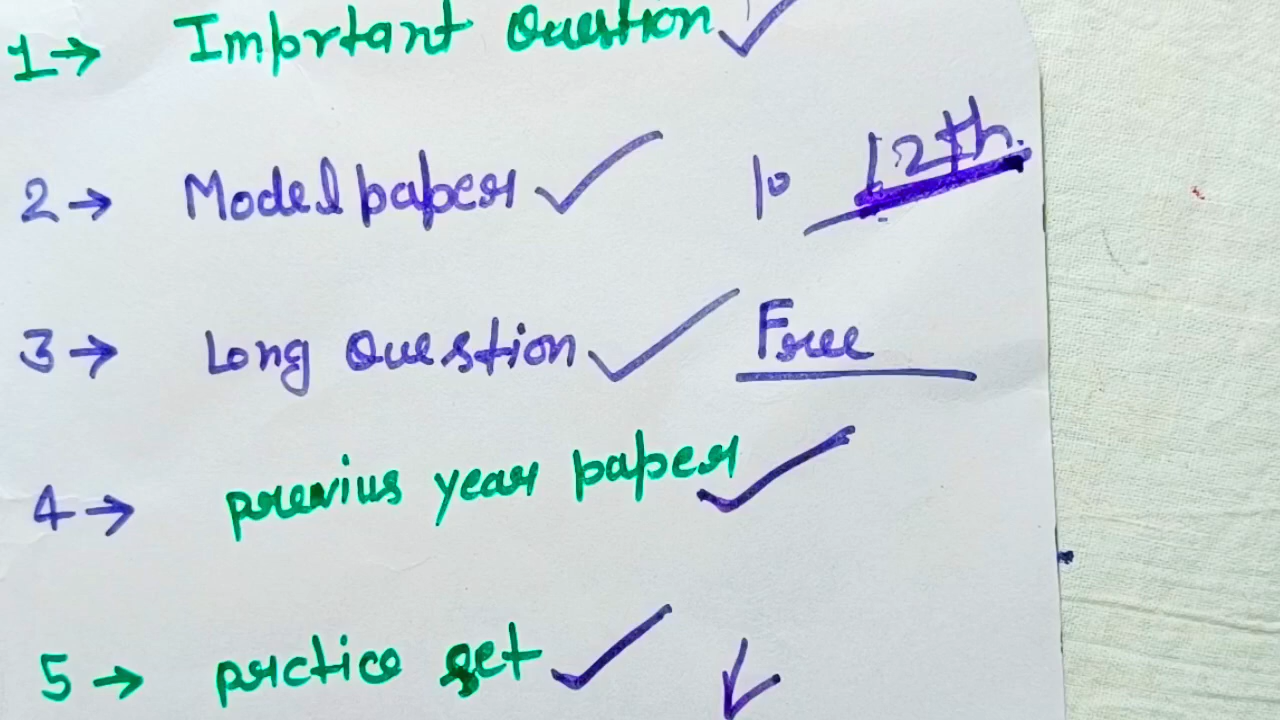 1→ Imprtant Question ✓
2→ Model paper ✓ 10 12th.
3→ Long Question ✓ Free
4→ previus year paper ✓
5→ prctice set ✓ ↓